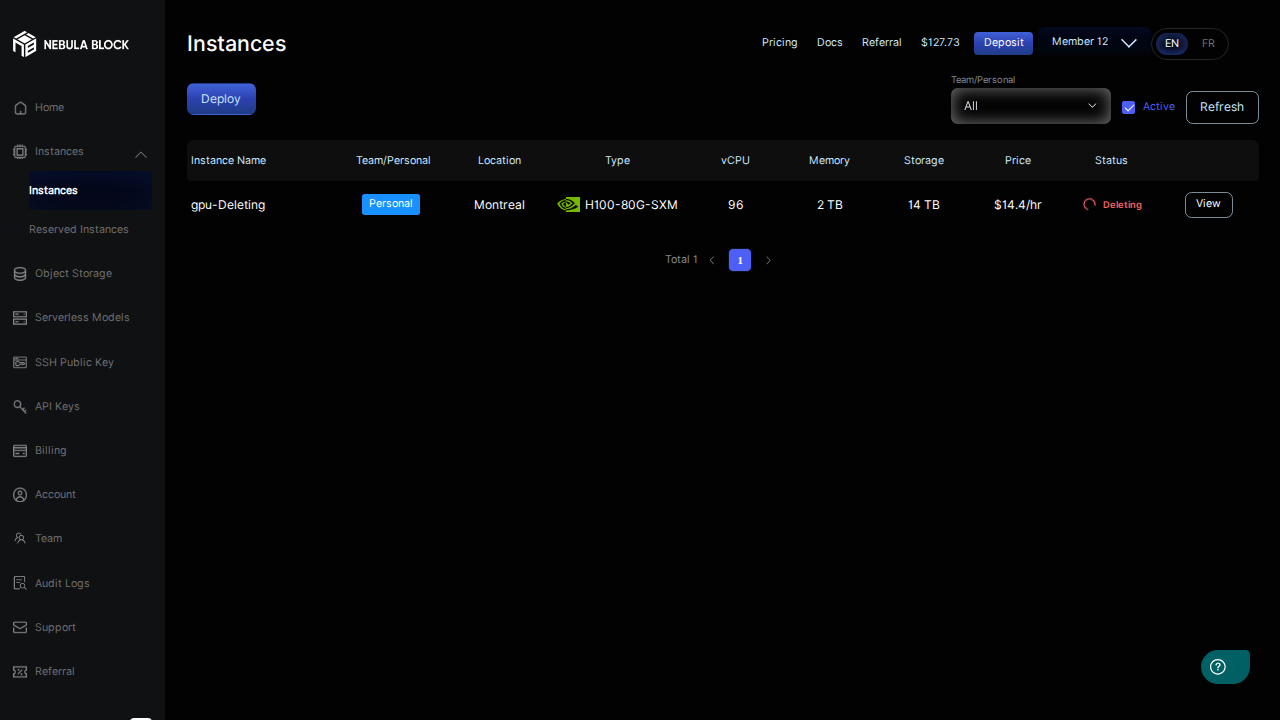 NEBULA BLOCK
Home
Instances
Instances
Reserved Instances
Object Storage
Serverless Models
SSH Public Key
API Keys
Billing
Account
Team
Audit Logs
Support
Referral
Instances
Pricing Docs Referral $127.73 Deposit Member 12 EN FR
Deploy
Team/Personal
All
Active
Refresh
Instance Name Team/Personal Location Type vCPU Memory Storage Price Status
gpu-Deleting Personal Montreal H100-80G-SXM 96 2 TB 14 TB $14.4/hr Deleting View
Total 1 1